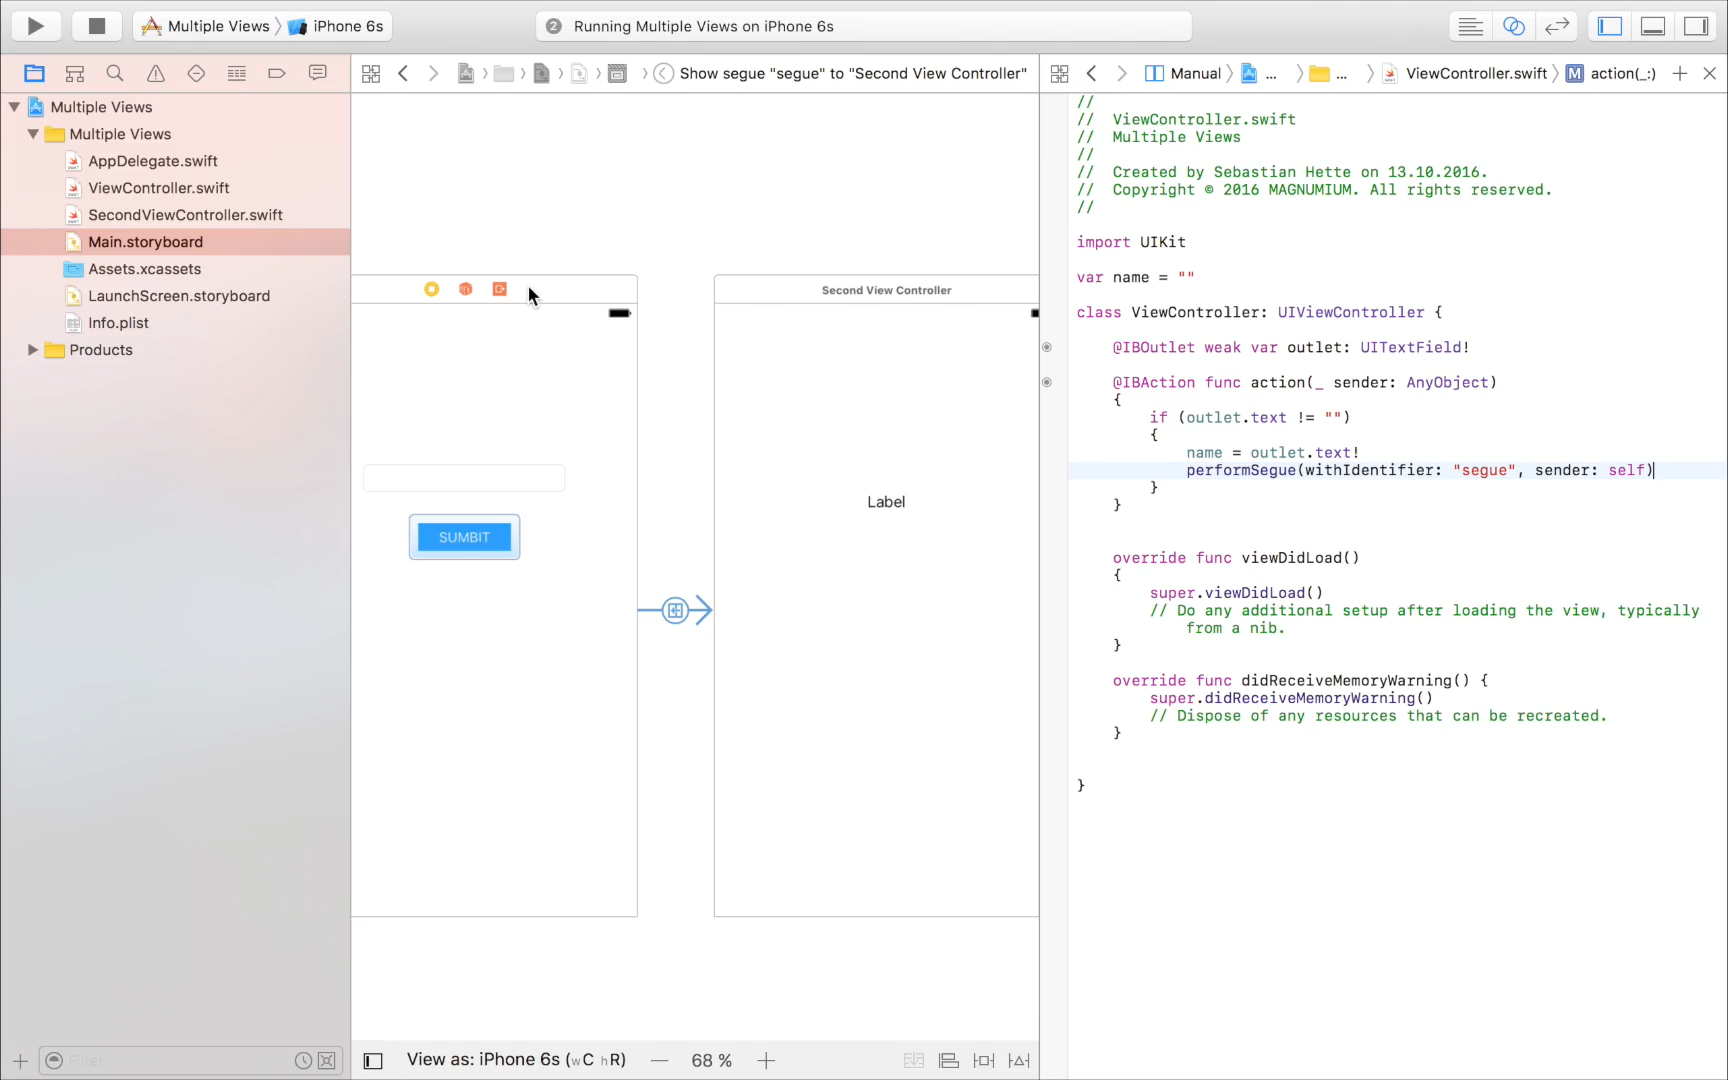 Multiple Views
iPhone 6s
2 Running Multiple Views on iPhone 6s
Show segue "segue" to "Second View Controller"
Manual
...
...
ViewController.swift
M action(_:)
Multiple Views
Multiple Views
AppDelegate.swift
ViewController.swift
SecondViewController.swift
Main.storyboard
Assets.xcassets
LaunchScreen.storyboard
Info.plist
Products
Filter
Second View Controller
SUMBIT
Label
View as: iPhone 6s (wC hR)
68 %
//
// ViewController.swift
// Multiple Views
//
// Created by Sebastian Hette on 13.10.2016.
// Copyright © 2016 MAGNUMIUM. All rights reserved.
//
import UIKit
var name = ""
class ViewController: UIViewController {
@IBOutlet weak var outlet: UITextField!
@IBAction func action(_ sender: AnyObject)
{
if (outlet.text != "")
{
name = outlet.text!
performSegue(withIdentifier: "segue", sender: self)
}
}
override func viewDidLoad()
{
super.viewDidLoad()
// Do any additional setup after loading the view, typically
from a nib.
}
override func didReceiveMemoryWarning() {
super.didReceiveMemoryWarning()
// Dispose of any resources that can be recreated.
}
}